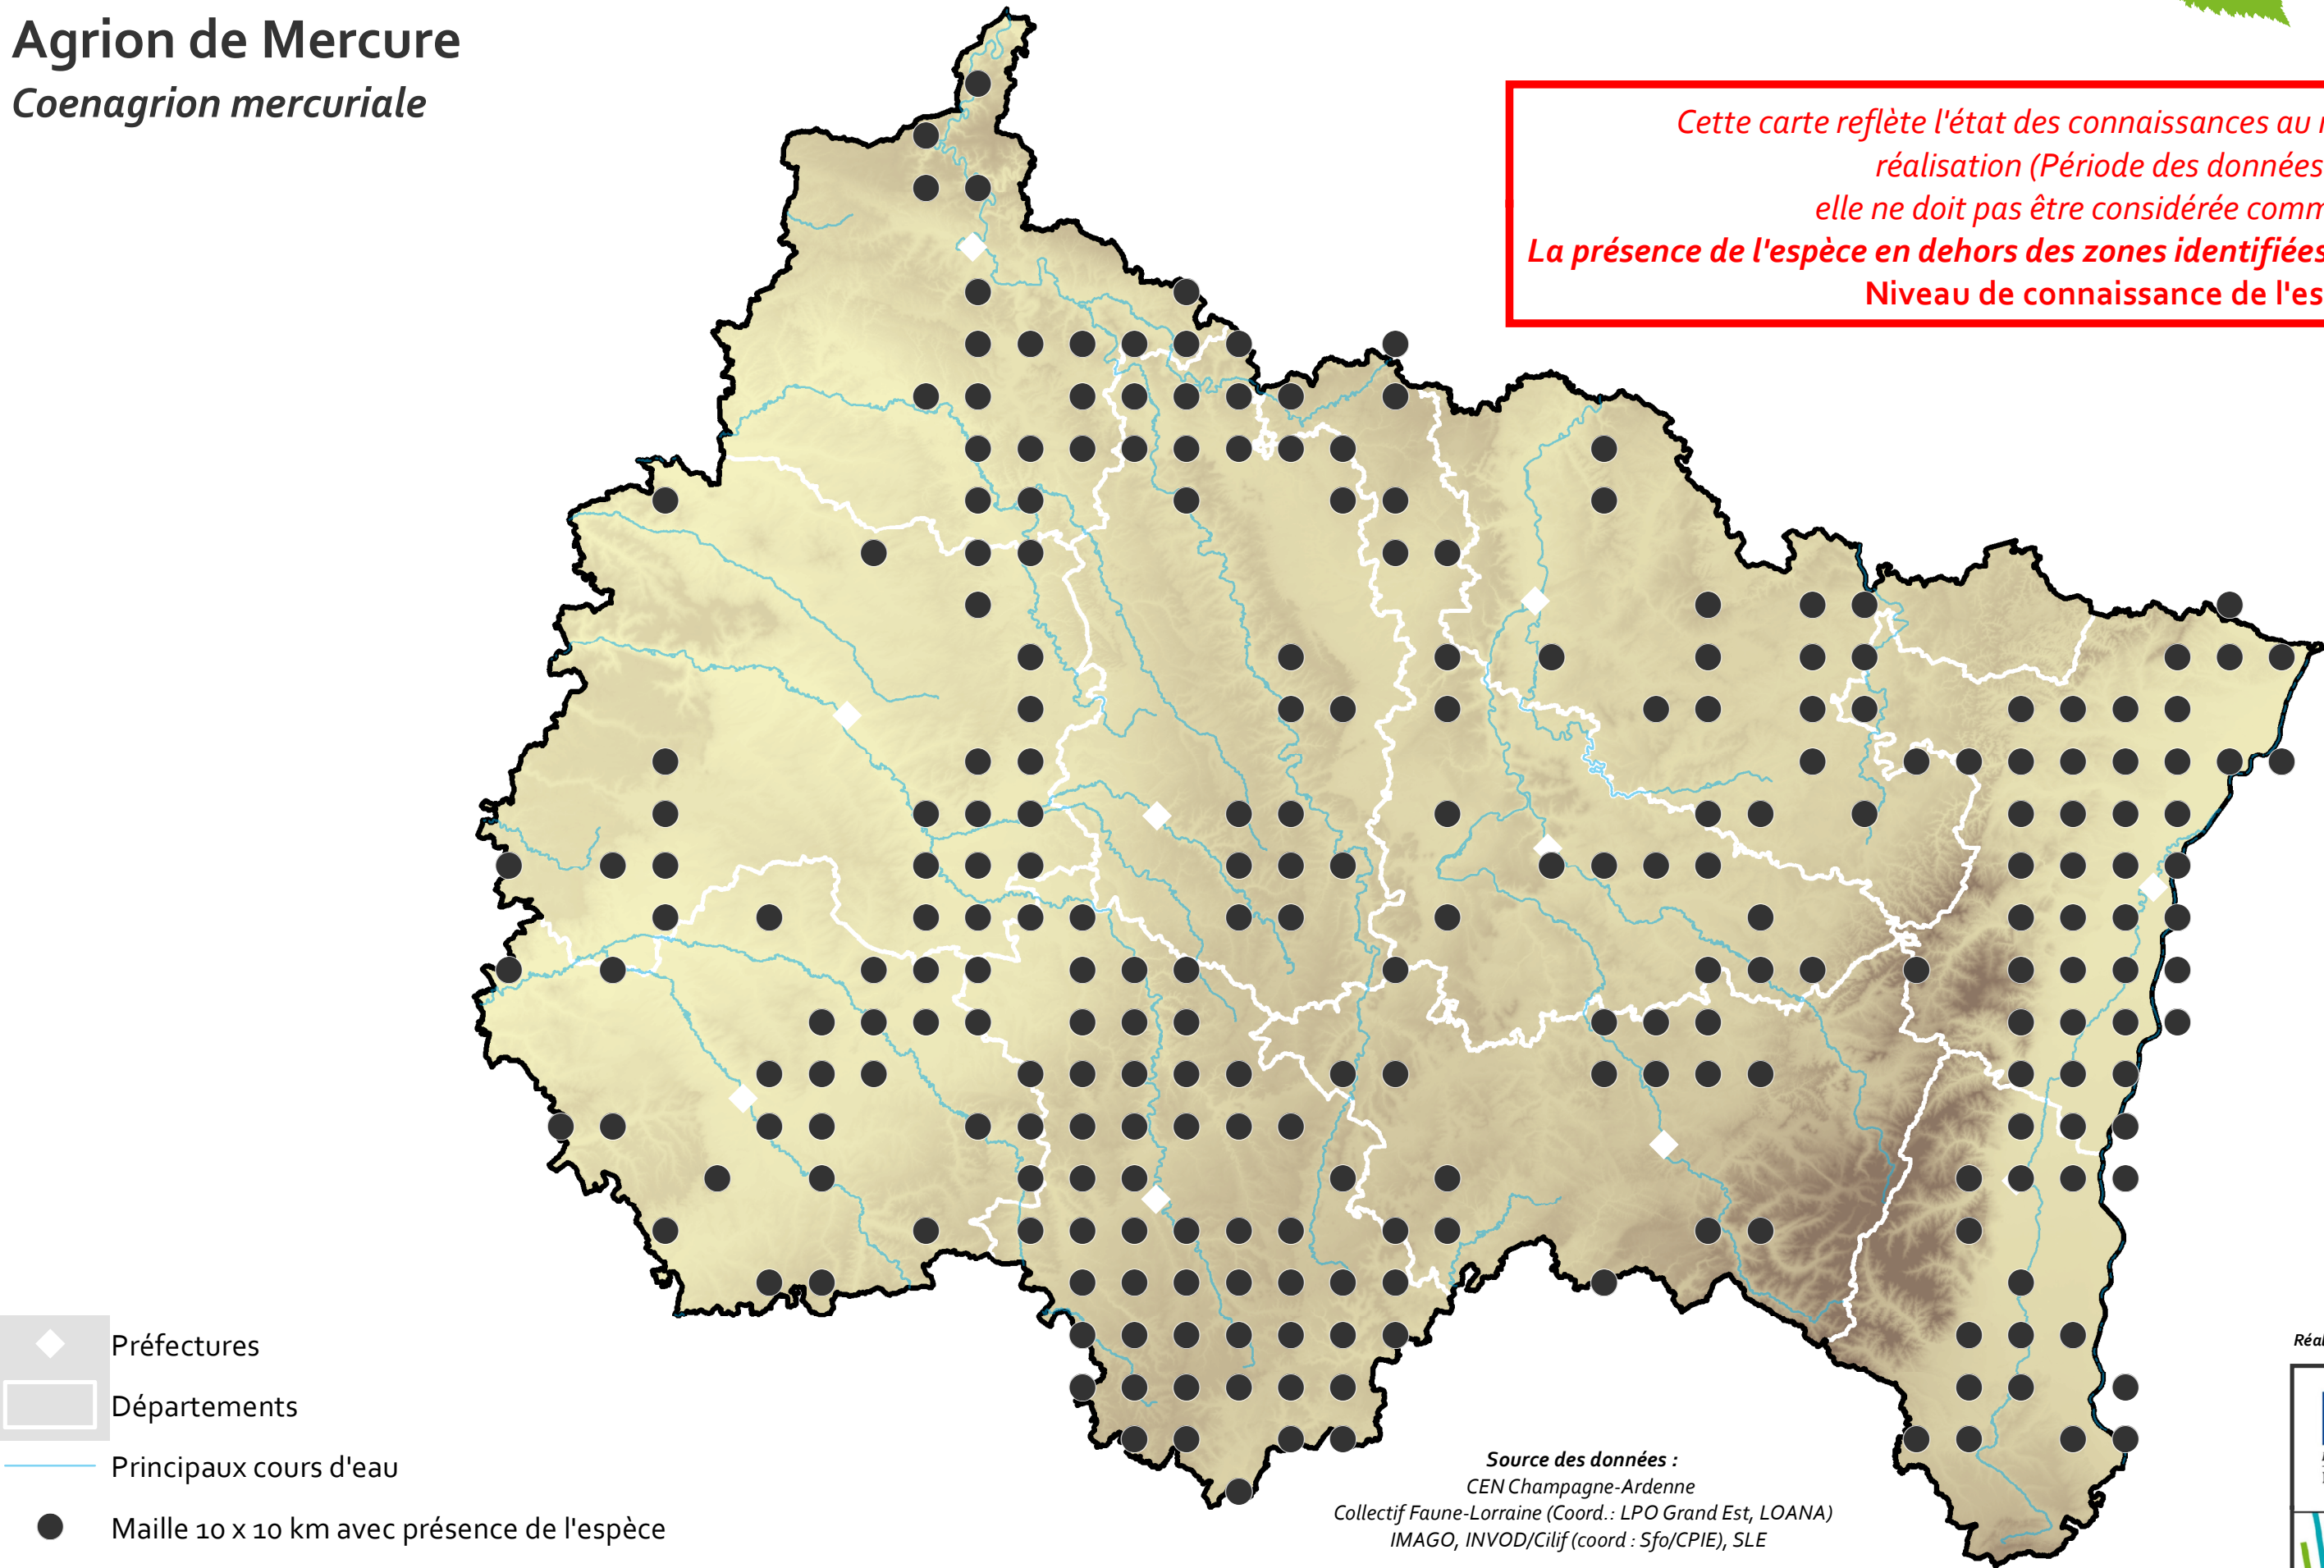 Agrion de Mercure
Coenagrion mercuriale
Cette carte reflète l'état des connaissances au
réalisation (Période des données
elle ne doit pas être considérée
La présence de l'espèce en dehors des zones identifiées
Niveau de connaissance de
Préfectures
Départements
Principaux cours d'eau
Maille 10 x 10 km avec présence de l'espèce
Source des données :
CEN Champagne-Ardenne
Collectif Faune-Lorraine (Coord.: LPO Grand Est, LOANA)
IMAGO, INVOD/Cilif (coord : Sfo/CPIE), SLE